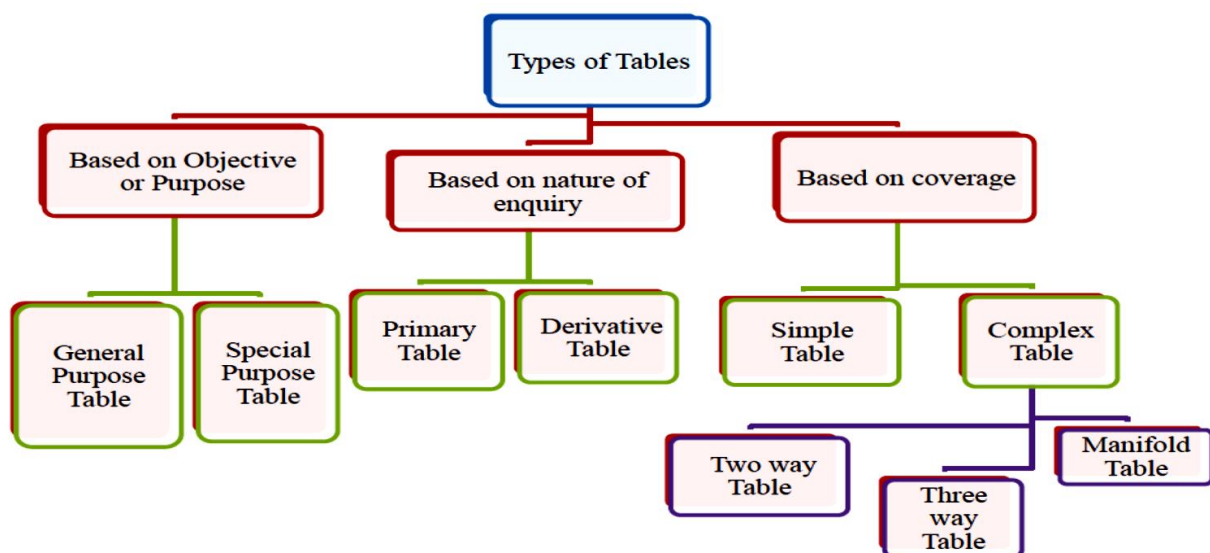 Types of Tables
Based on Objective
or Purpose
Based on nature of
enquiry
Based on coverage
General
Purpose
Table
Special
Purpose
Table
Primary
Table
Derivative
Table
Simple
Table
Complex
Table
Two way
Table
Three
way
Table
Manifold
Table